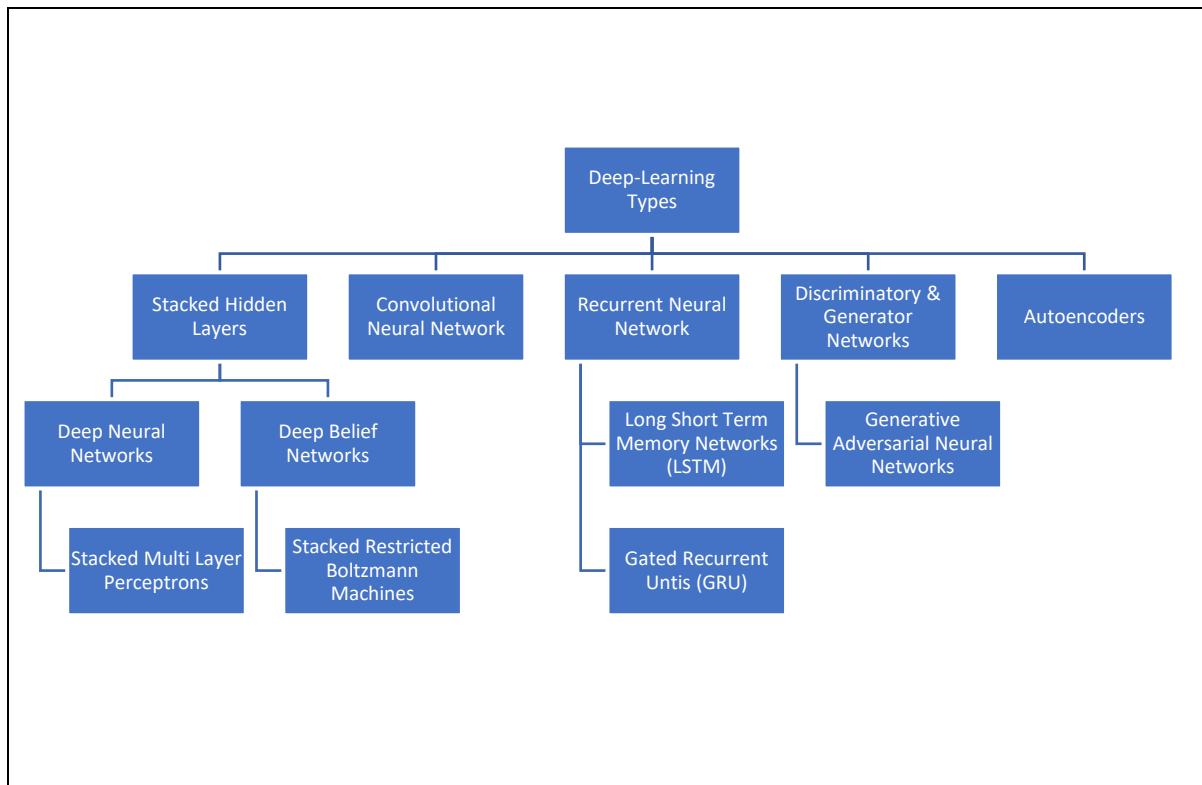 Deep-Learning
Types
Stacked Hidden
Layers
Convolutional
Neural Network
Recurrent Neural
Network
Discriminatory &
Generator
Networks
Autoencoders
Deep Neural
Networks
Deep Belief
Networks
Long Short Term
Memory Networks
(LSTM)
Generative
Adversarial Neural
Networks
Stacked Multi Layer
Perceptrons
Stacked Restricted
Boltzmann
Machines
Gated Recurrent
Untis (GRU)